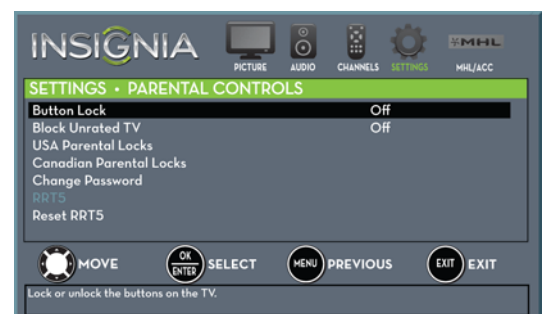 INSIGNIA
PICTURE AUDIO CHANNELS SETTINGS MHL MHL/ACC
SETTINGS • PARENTAL CONTROLS
Button Lock Off
Block Unrated TV Off
USA Parental Locks
Canadian Parental Locks
Change Password
RRT5
Reset RRT5
MOVE OK ENTER SELECT MENU PREVIOUS EXIT EXIT
Lock or unlock the buttons on the TV.